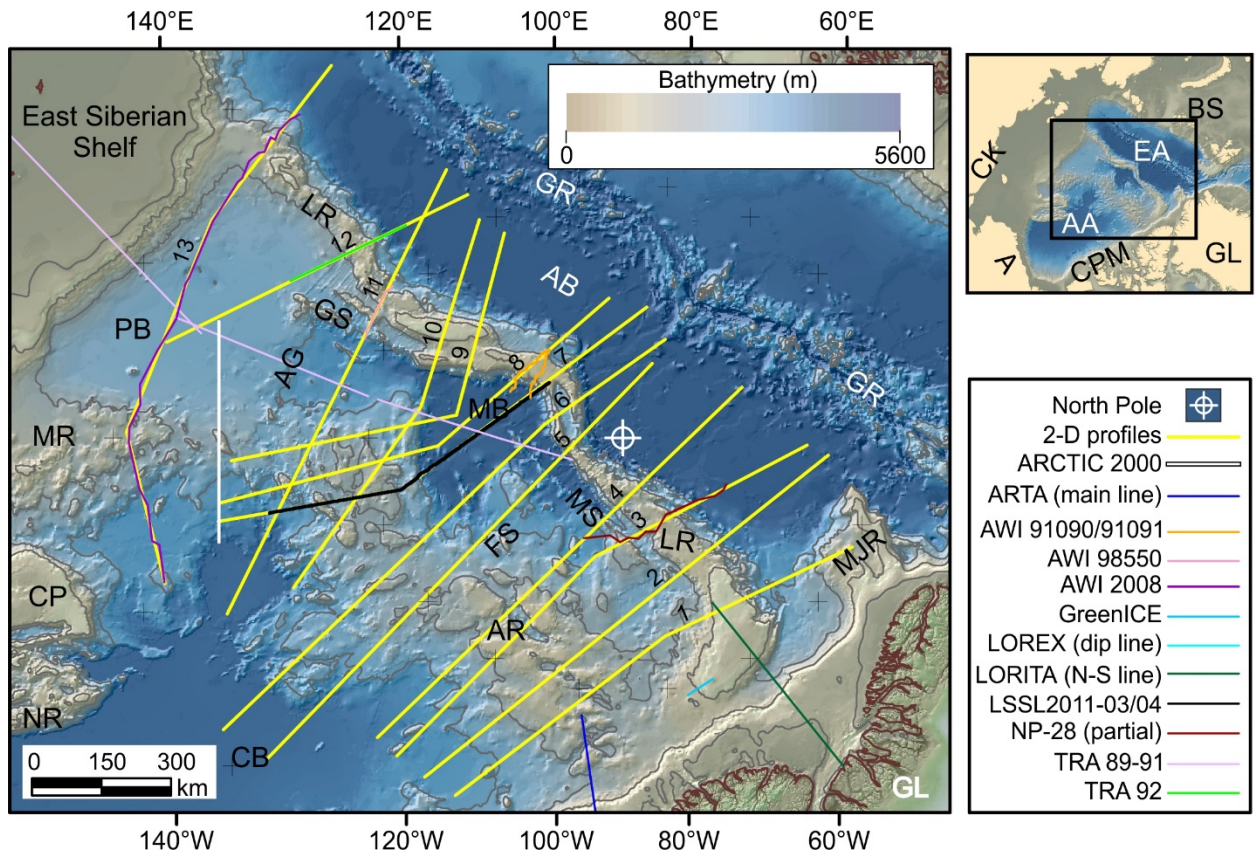 140°E 120°E 100°E 60°E
East Siberian
Shelf
Bathymetry (m)
0 5600
BS
EA
CK
AA
A
CPM
GL
GR
LR
12
13
11
AB
GS
10
9
8
7
PB
AG
GR
MB
6
5
MR
4
MS
3
FS
LR
2
MJR
1
CP
AR
NR
CB
GL
0 150 300
km
North Pole
2-D profiles
ARCTIC 2000
ARTA (main line)
AWI 91090/91091
AWI 98550
AWI 2008
GreenICE
LOREX (dip line)
LORITA (N-S line)
LSSL2011-03/04
NP-28 (partial)
TRA 89-91
TRA 92
140°W 120°W 100°W 80°W 60°W